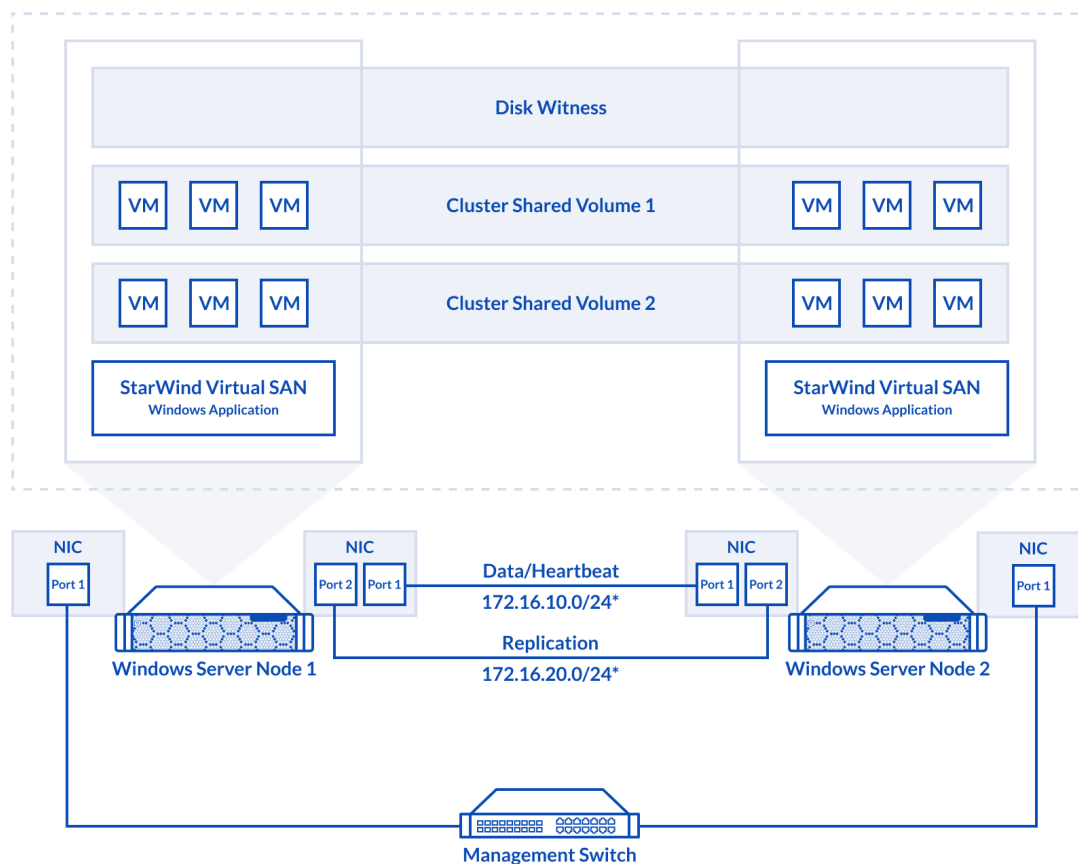 Disk Witness
VM VM VM Cluster Shared Volume 1 VM VM VM
VM VM VM Cluster Shared Volume 2 VM VM VM
StarWind Virtual SAN
Windows Application
StarWind Virtual SAN
Windows Application
NIC
Port 1
NIC
Port 2 Port 1
Data/Heartbeat
172.16.10.0/24*
Replication
172.16.20.0/24*
NIC
Port 1 Port 2
NIC
Port 1
Windows Server Node 1
Windows Server Node 2
Management Switch